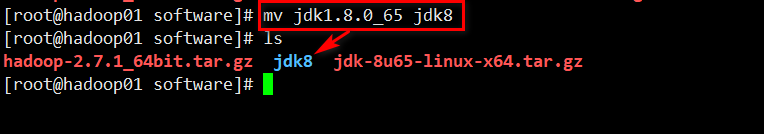 [root@hadoop01 software]# mv jdk1.8.0_65 jdk8
[root@hadoop01 software]# ls
hadoop-2.7.1_64bit.tar.gz  jdk8  jdk-8u65-linux-x64.tar.gz
[root@hadoop01 software]#